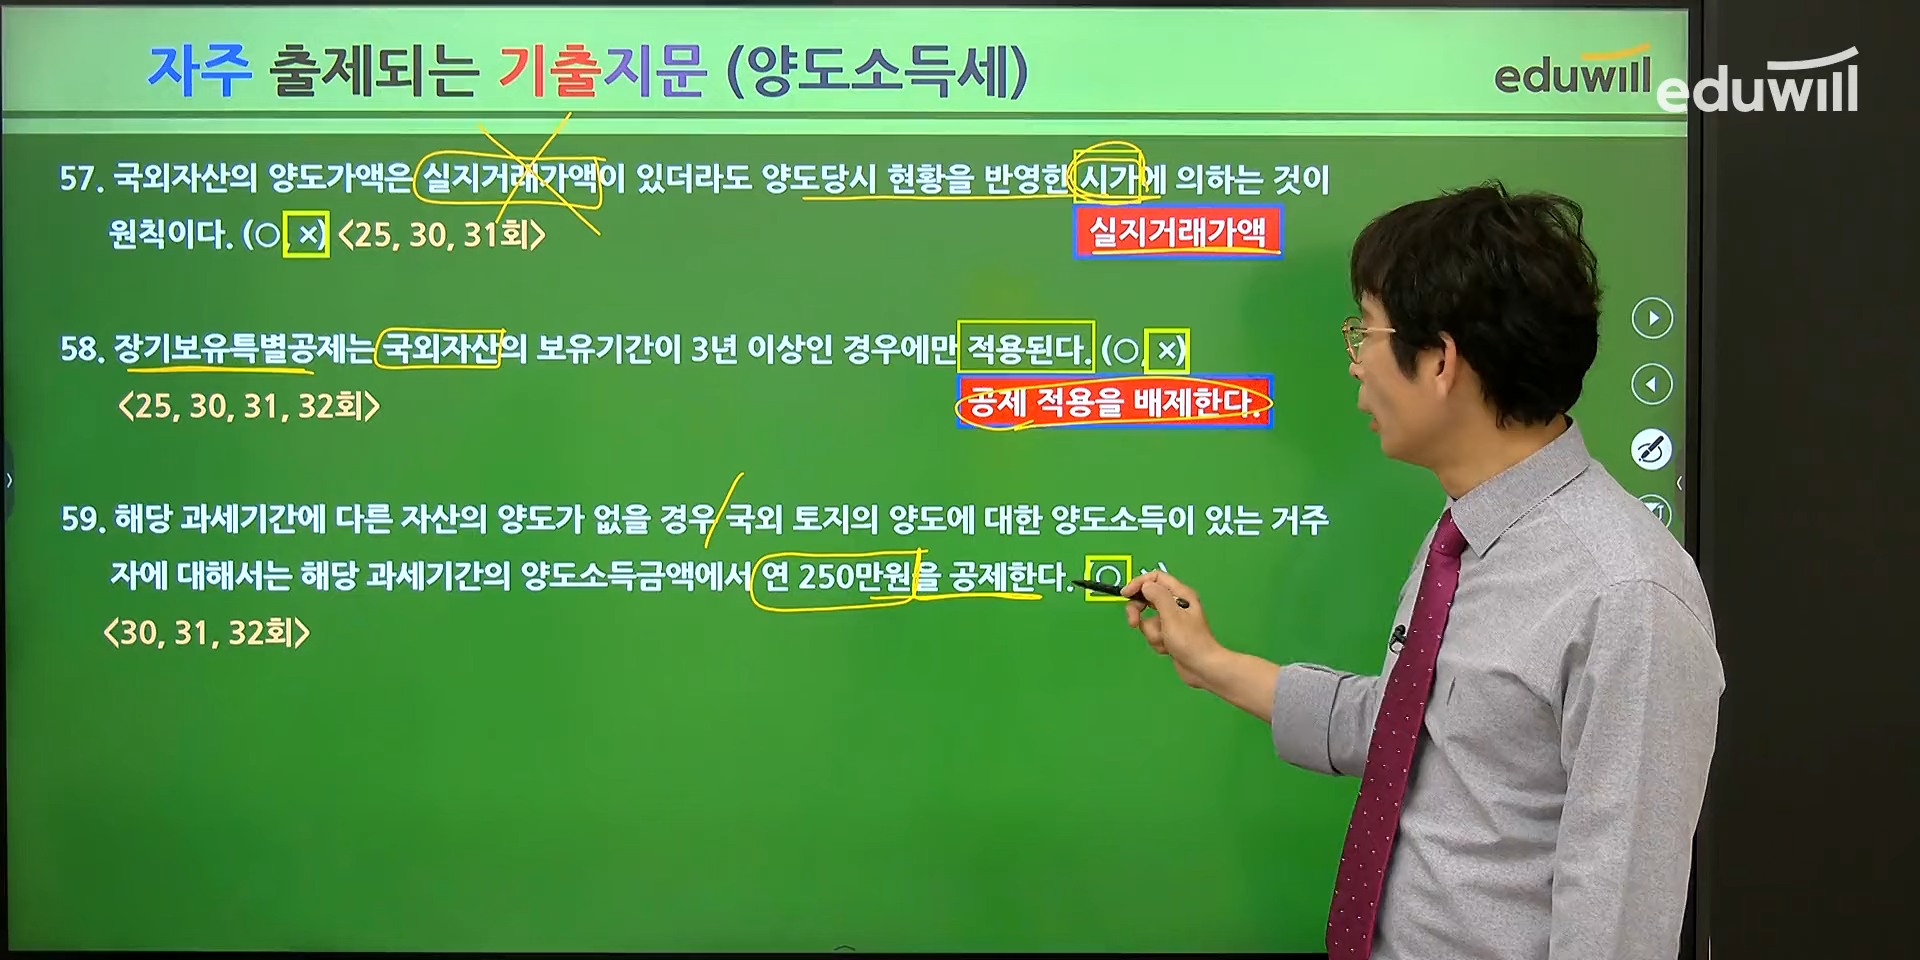 자주 출제되는 기출지문 (양도소득세)
eduwill
eduwill
57. 국외자산의 양도가액은 실지거래가액이 있더라도 양도당시 현황을 반영한 시가에 의하는 것이
원칙이다. (○, ×) <25, 30, 31회>
실지거래가액
58. 장기보유특별공제는 국외자산의 보유기간이 3년 이상인 경우에만 적용된다. (○, ×)
<25, 30, 31, 32회>
공제 적용을 배제한다.
59. 해당 과세기간에 다른 자산의 양도가 없을 경우 국외 토지의 양도에 대한 양도소득이 있는 거주
자에 대해서는 해당 과세기간의 양도소득금액에서 연 250만원을 공제한다. (○, ×)
<30, 31, 32회>